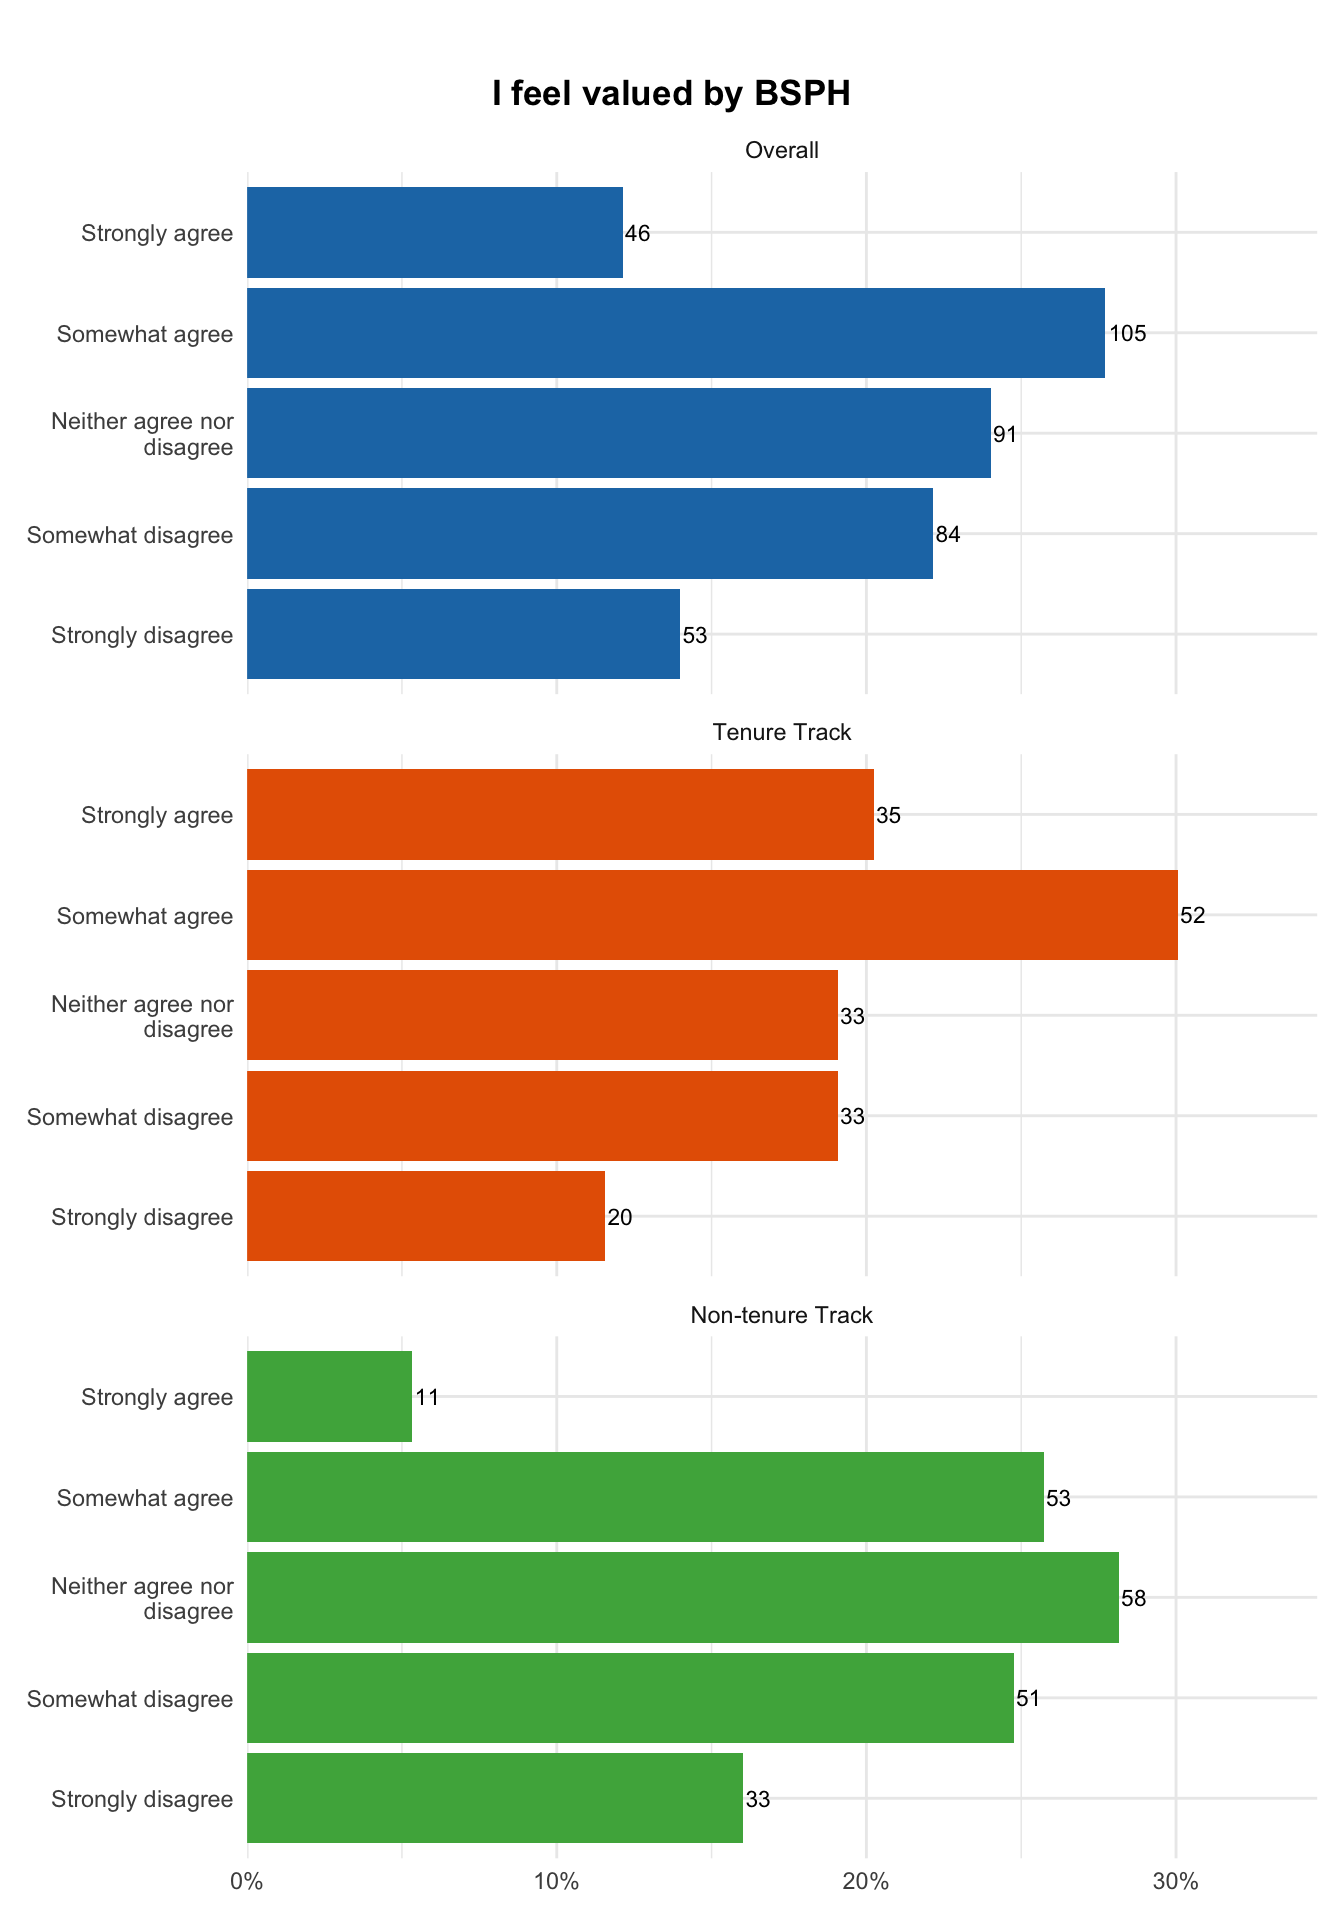 I feel valued by BSPH
Overall
Strongly agree
46
Somewhat agree
105
Neither agree nor
disagree
91
Somewhat disagree
84
Strongly disagree
53
Tenure Track
Strongly agree
35
Somewhat agree
52
Neither agree nor
disagree
33
Somewhat disagree
33
Strongly disagree
20
Non-tenure Track
Strongly agree
11
Somewhat agree
53
Neither agree nor
disagree
58
Somewhat disagree
51
Strongly disagree
33
0% 10% 20% 30%